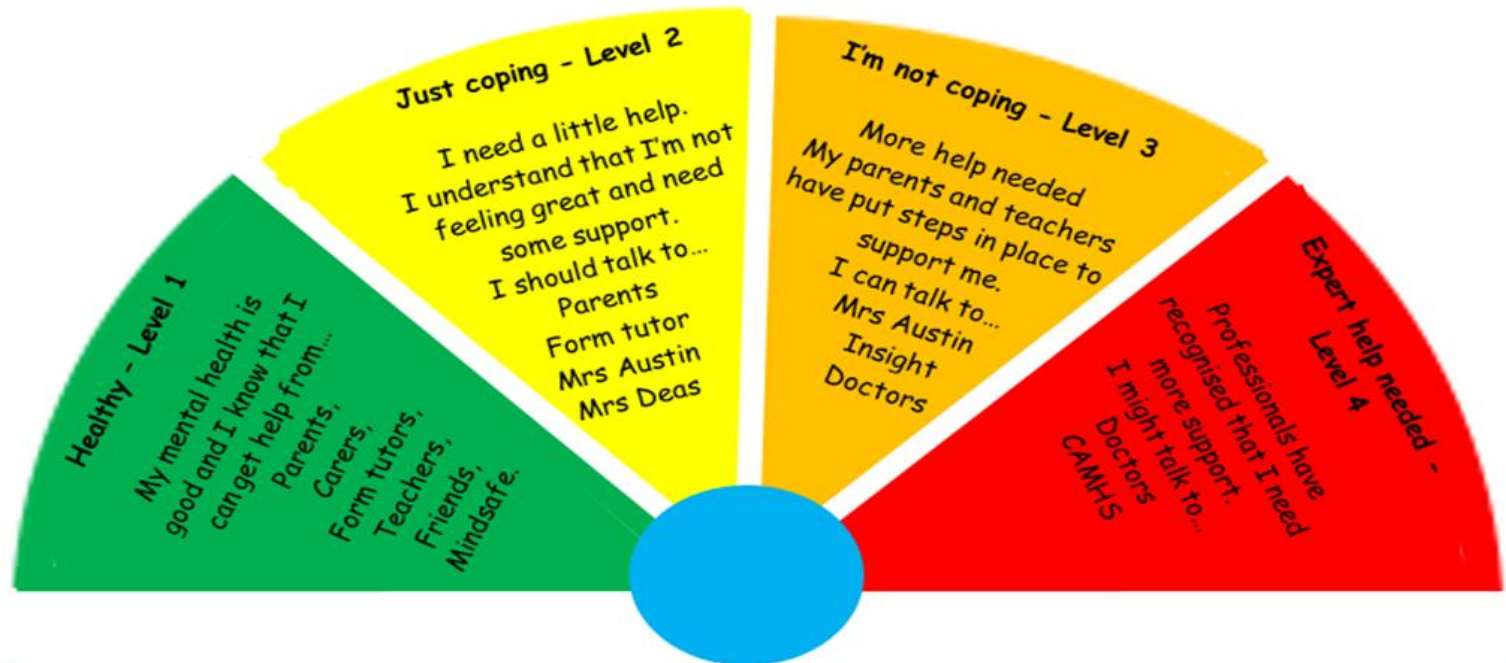 Healthy - Level 1
My mental health is
good and I know that I
can get help from...
Parents,
Carers,
Form tutors,
Teachers,
Friends,
Mindsafe.
Just coping - Level 2
I need a little help.
I understand that I'm not
feeling great and need
some support.
I should talk to...
Parents
Form tutor
Mrs Austin
Mrs Deas
I'm not coping - Level 3
More help needed
My parents and teachers
have put steps in place to
support me.
I can talk to...
Mrs Austin
Insight
Doctors
Expert help needed -
Level 4
Professionals have
recognised that I need
more support.
I might talk to...
Doctors
CAMHS